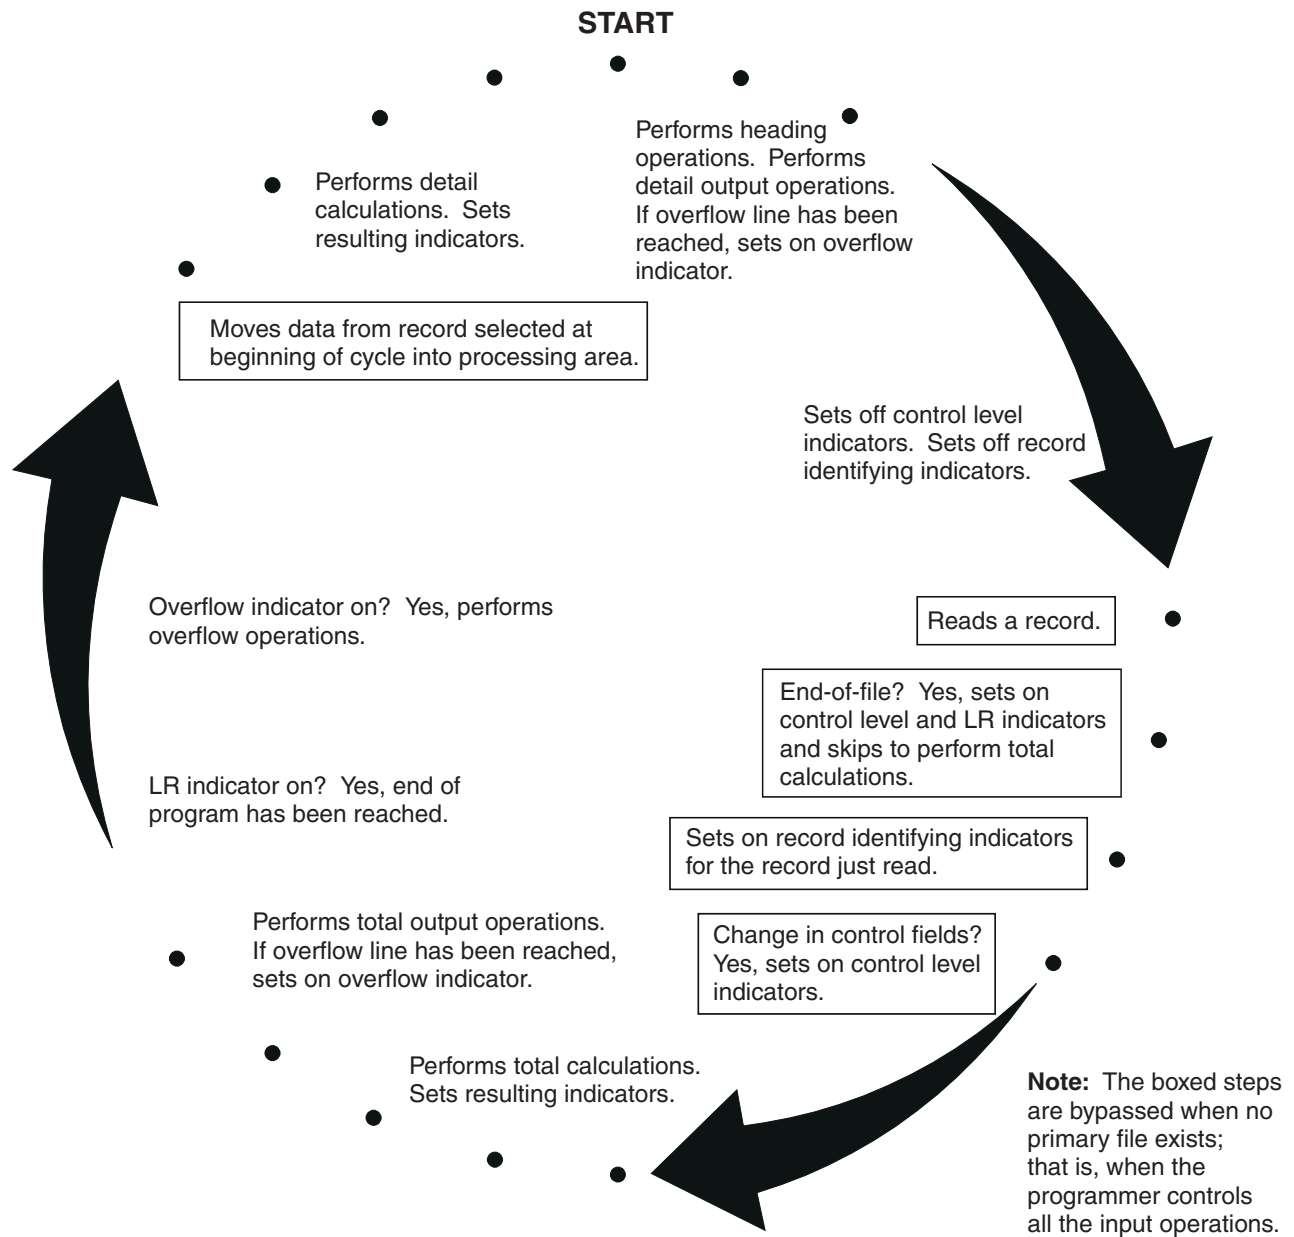 START
Performs heading
operations. Performs
detail output operations.
If overflow line has been
reached, sets on overflow
indicator.
Sets off control level
indicators. Sets off record
identifying indicators.
Reads a record.
End-of-file? Yes, sets on
control level and LR indicators
and skips to perform total
calculations.
Sets on record identifying indicators
for the record just read.
Change in control fields?
Yes, sets on control level
indicators.
Performs total calculations.
Sets resulting indicators.
Performs total output operations.
If overflow line has been reached,
sets on overflow indicator.
LR indicator on? Yes, end of
program has been reached.
Overflow indicator on? Yes, performs
overflow operations.
Moves data from record selected at
beginning of cycle into processing area.
Performs detail
calculations. Sets
resulting indicators.
Note: The boxed steps
are bypassed when no
primary file exists;
that is, when the
programmer controls
all the input operations.